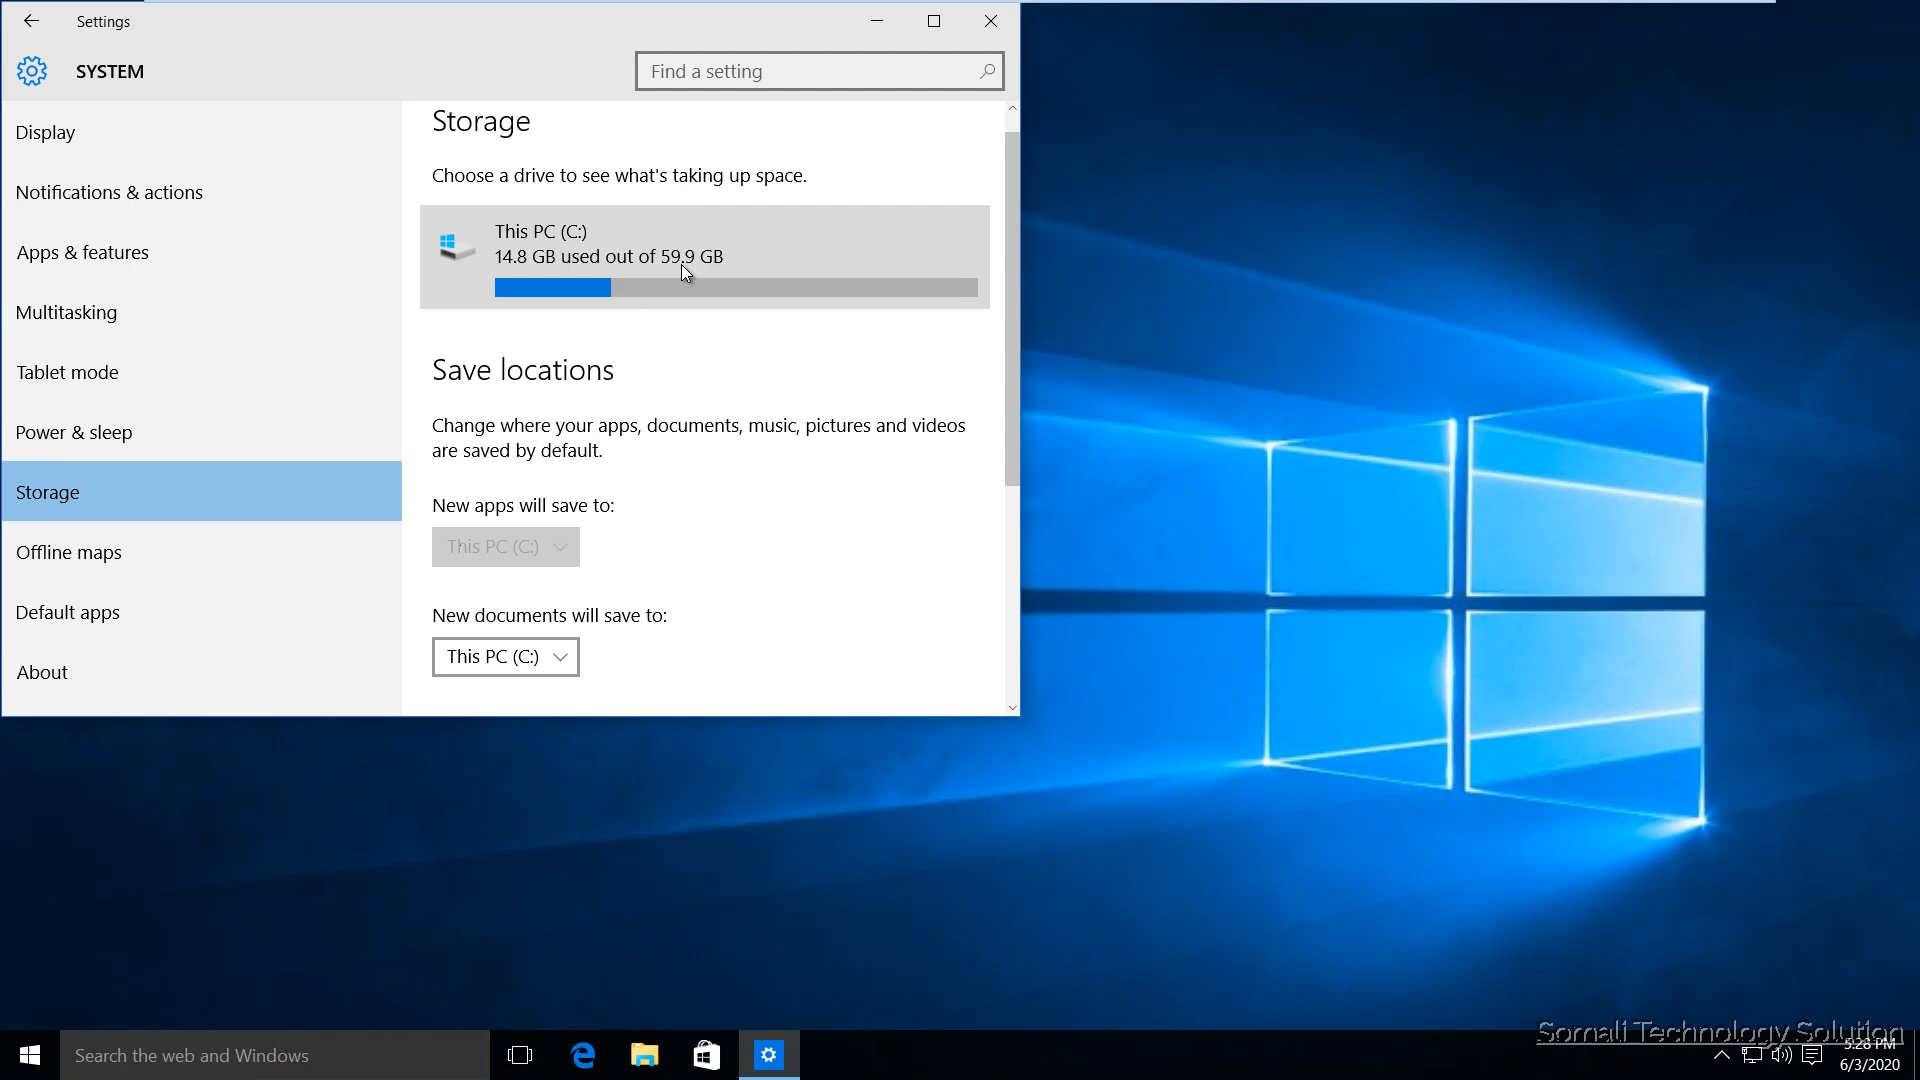 Settings
SYSTEM
Find a setting
Display
Notifications & actions
Apps & features
Multitasking
Tablet mode
Power & sleep
Storage
Offline maps
Default apps
About
Storage
Choose a drive to see what's taking up space.
This PC (C:)
14.8 GB used out of 59.9 GB
Save locations
Change where your apps, documents, music, pictures and videos
are saved by default.
New apps will save to:
This PC (C:)
New documents will save to:
This PC (C:)
Search the web and Windows
Somali Technology Solution
5:28 PM
6/3/2020